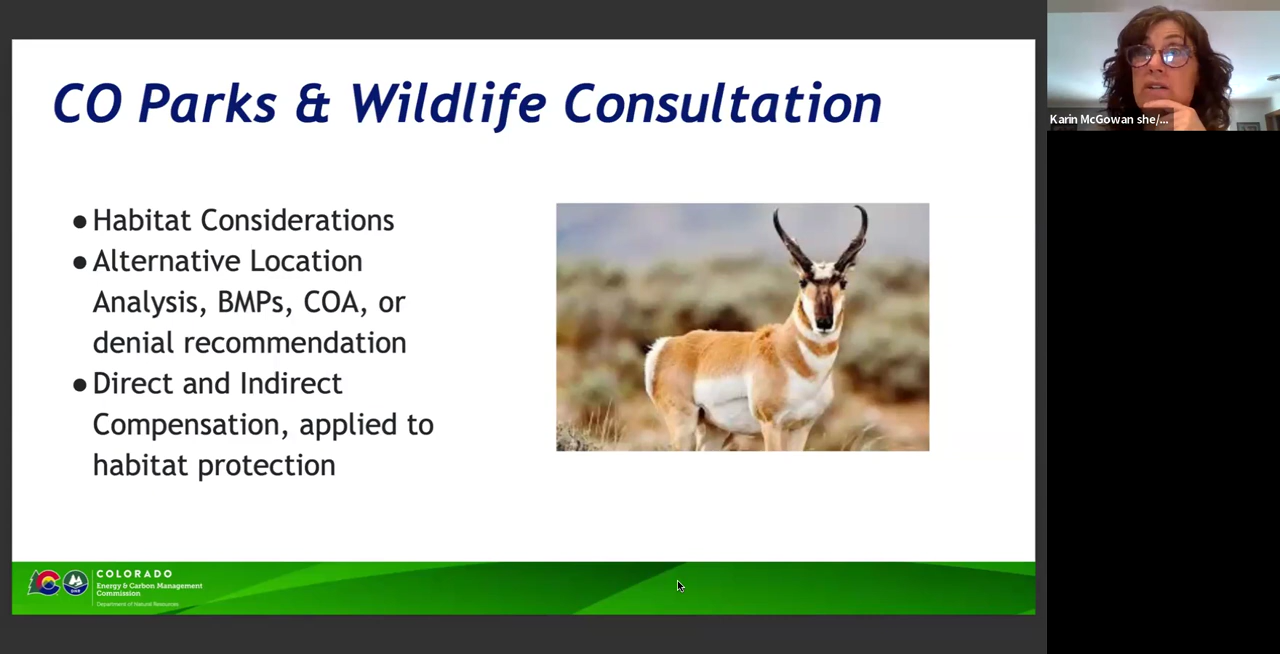 CO Parks & Wildlife Consultation
● Habitat Considerations
● Alternative Location
Analysis, BMPs, COA, or
denial recommendation
● Direct and Indirect
Compensation, applied to
habitat protection
Karin McGowan she/...
COLORADO
Energy & Carbon Management
Commission
Department of Natural Resources